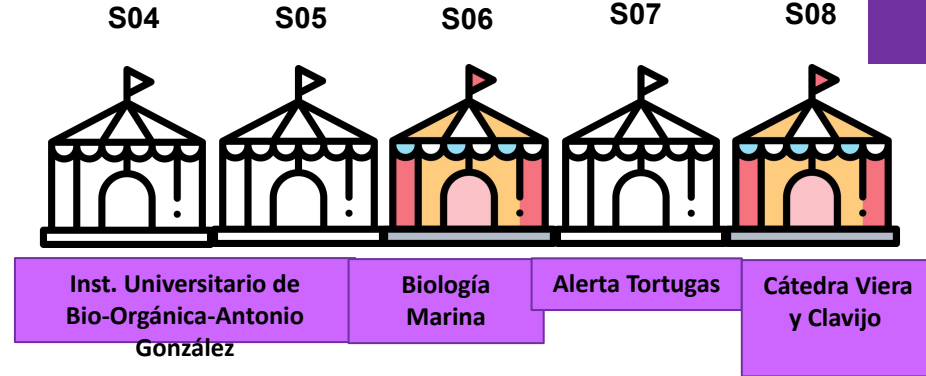 S04 S05 S06 S07 S08
Inst. Universitario de
Bio-Orgánica-Antonio
González
Biología
Marina
Alerta Tortugas
Cátedra Viera
y Clavijo